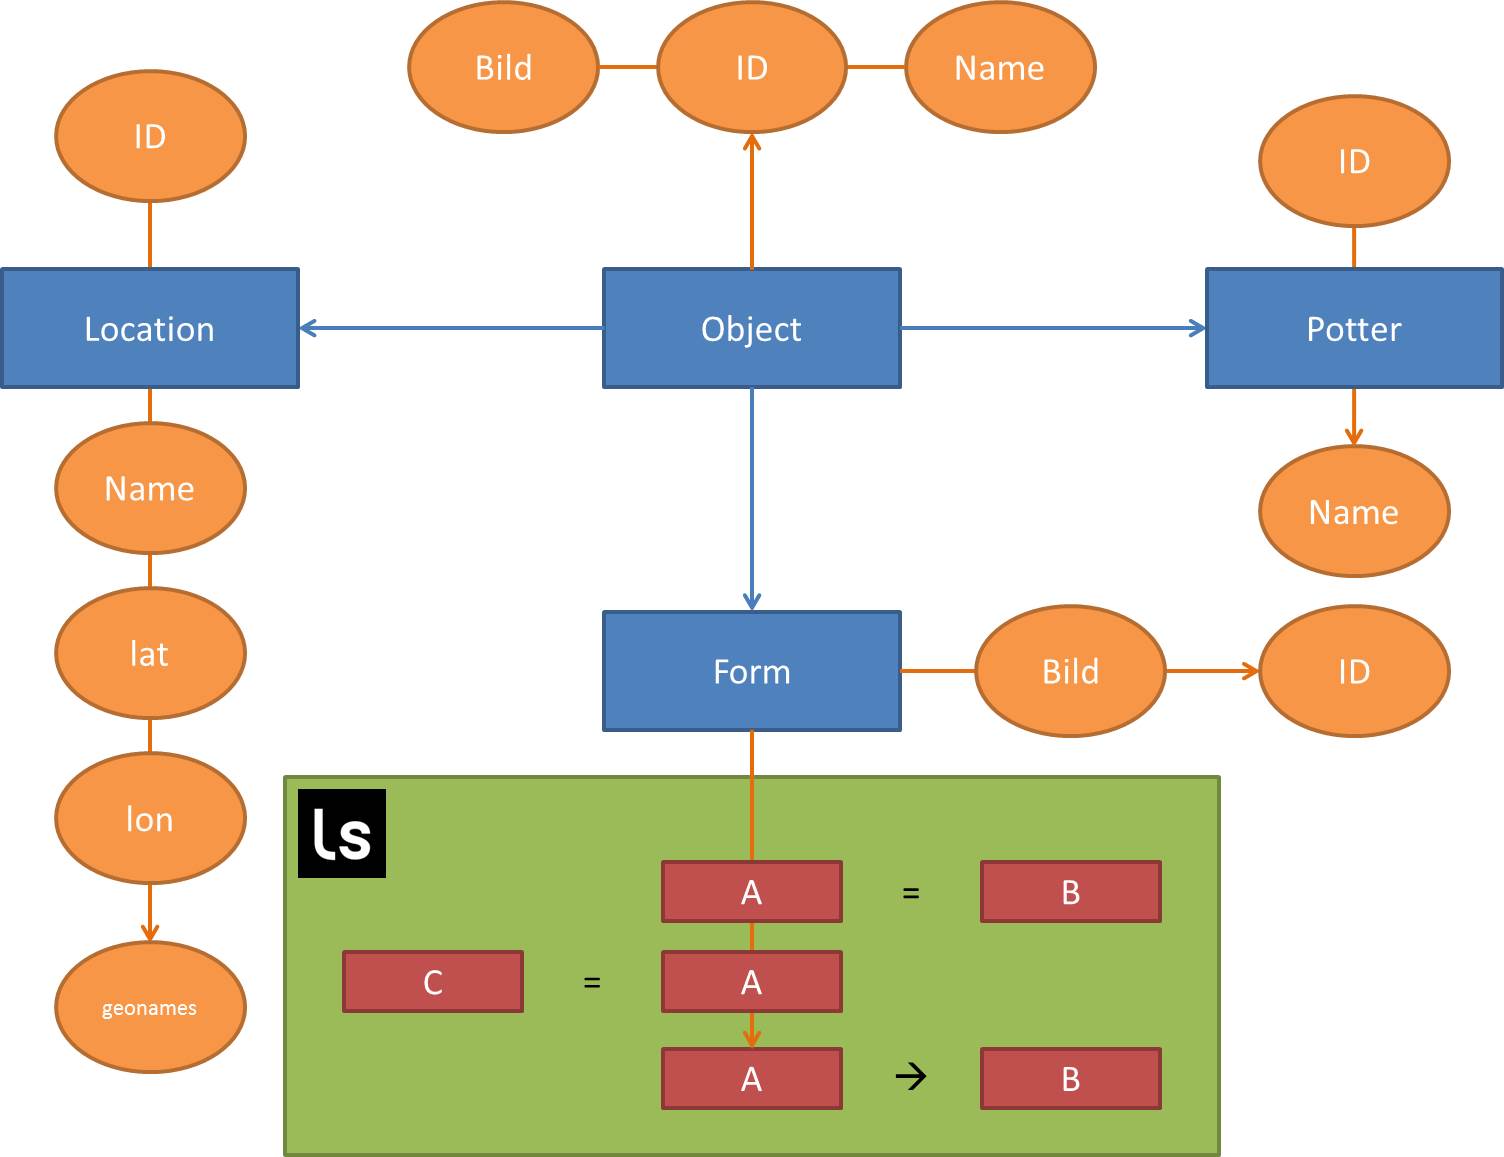 Bild
ID
Name
ID
ID
Location
Object
Potter
Name
Name
lat
Form
Bild
ID
lon
ls
A
=
B
C
=
A
geonames
A
→
B